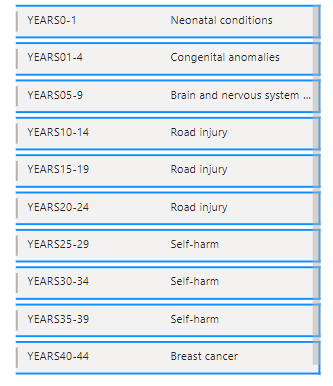 YEARS0-1 Neonatal conditions
YEARS01-4 Congenital anomalies
YEARS05-9 Brain and nervous system ...
YEARS10-14 Road injury
YEARS15-19 Road injury
YEARS20-24 Road injury
YEARS25-29 Self-harm
YEARS30-34 Self-harm
YEARS35-39 Self-harm
YEARS40-44 Breast cancer